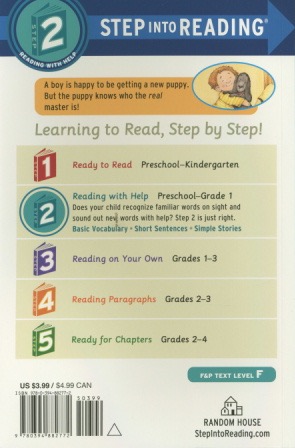 2
STEP INTO READING®
READING WITH HELP
A boy is happy to be getting a new puppy.
But the puppy knows who the real
master is!
Learning to Read, Step by Step!
1 Ready to Read Preschool–Kindergarten
2 Reading with Help Preschool–Grade 1
Does your child recognize familiar words on sight and
sound out new words with help? Step 2 is just right.
Basic Vocabulary • Short Sentences • Simple Stories
3 Reading on Your Own Grades 1–3
4 Reading Paragraphs Grades 2–3
5 Ready for Chapters Grades 2–4
F&P TEXT LEVEL F
US $3.99 / $4.99 CAN
ISBN 978-0-394-88277-2
50399
9 780394 882772
RANDOM HOUSE
StepIntoReading.com